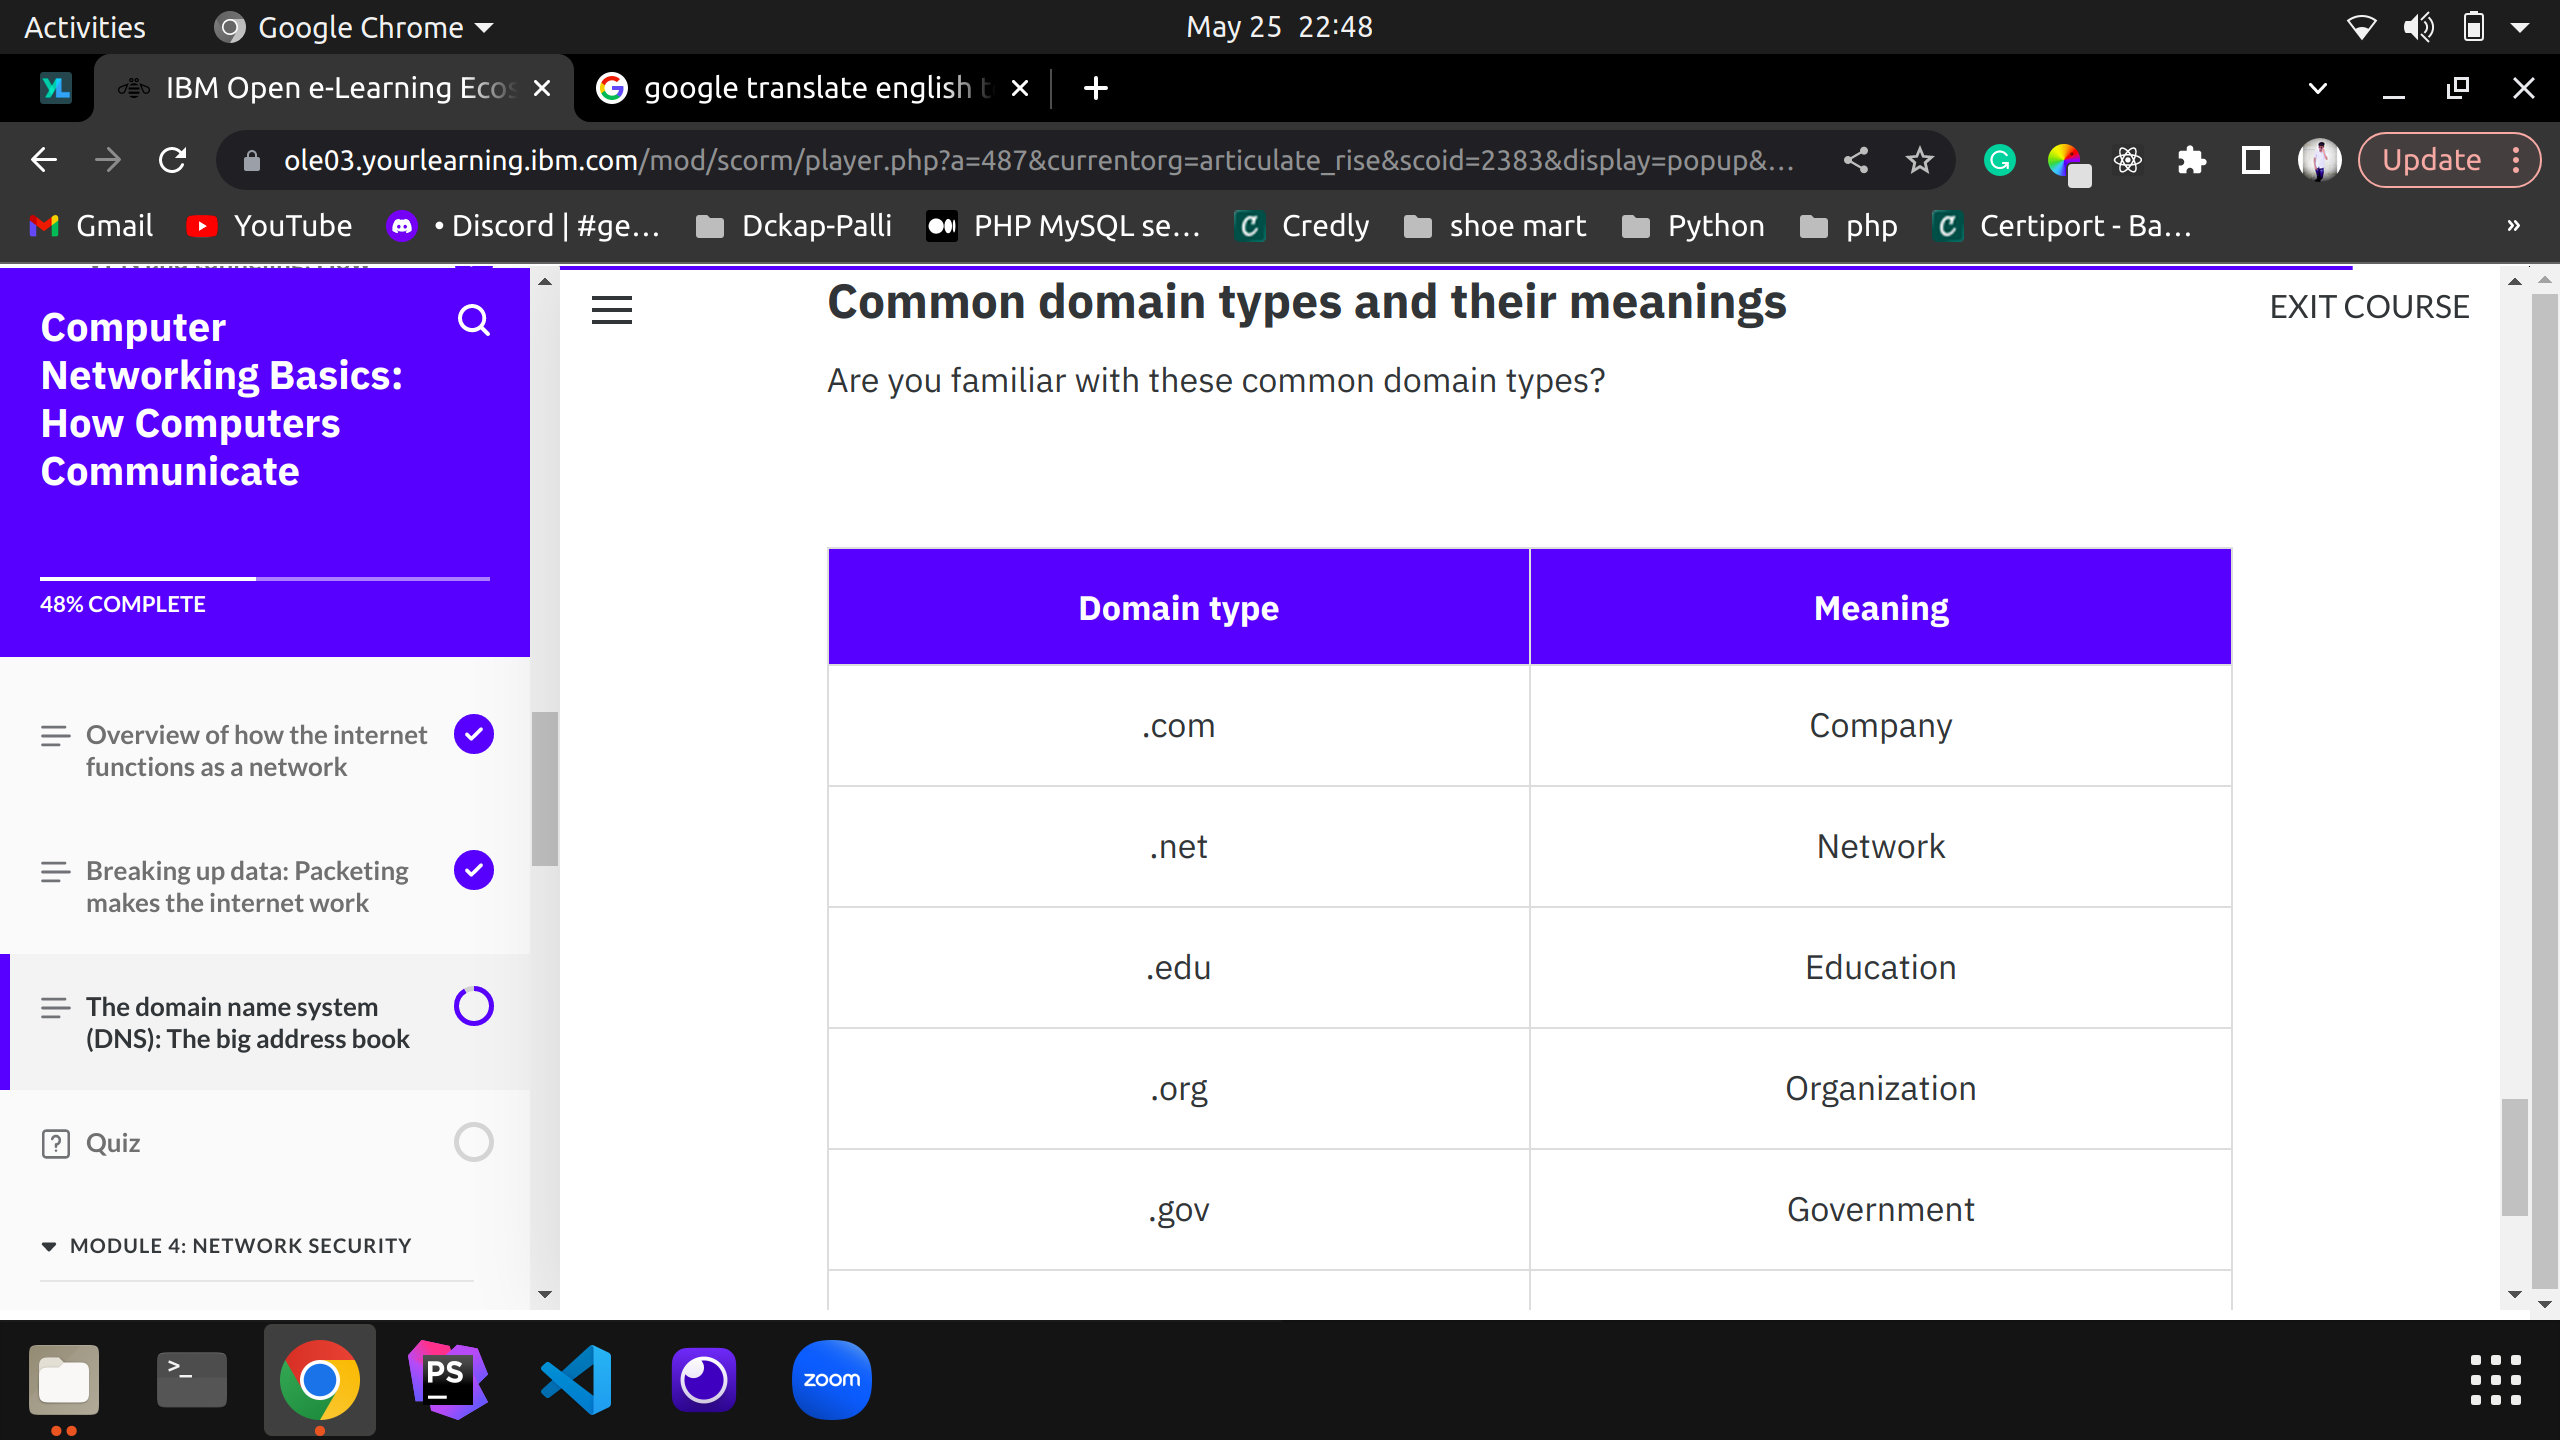 Activities
Google Chrome
May 25 22:48
IBM Open e-Learning Ecos
google translate english t
ole03.yourlearning.ibm.com/mod/scorm/player.php?a=487&currentorg=articulate_rise&scoid=2383&display=popup&...
Update
Gmail
YouTube
• Discord | #ge...
Dckap-Palli
PHP MySQL se...
Credly
shoe mart
Python
php
Certiport - Ba...
»
Computer
Networking Basics:
How Computers
Communicate
48% COMPLETE
Overview of how the internet
functions as a network
Breaking up data: Packeting
makes the internet work
The domain name system
(DNS): The big address book
Quiz
MODULE 4: NETWORK SECURITY
Common domain types and their meanings
EXIT COURSE
Are you familiar with these common domain types?
Domain type Meaning
.com Company
.net Network
.edu Education
.org Organization
.gov Government
>_
PS
zoom